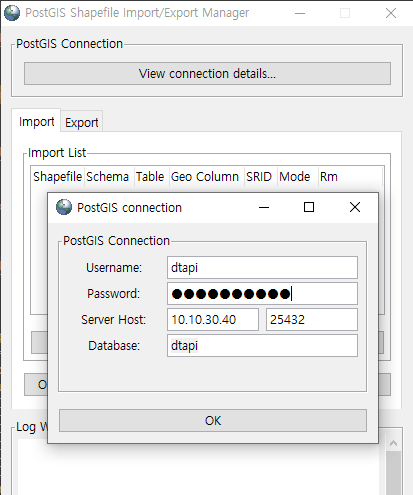 PostGIS Shapefile Import/Export Manager
PostGIS Connection
View connection details...
Import Export
Import List
Shapefile Schema Table Geo Column SRID Mode Rm
PostGIS connection
PostGIS Connection
Username: dtapi
Password: ●●●●●●●●●●
Server Host: 10.10.30.40 25432
Database: dtapi
OK
Log W